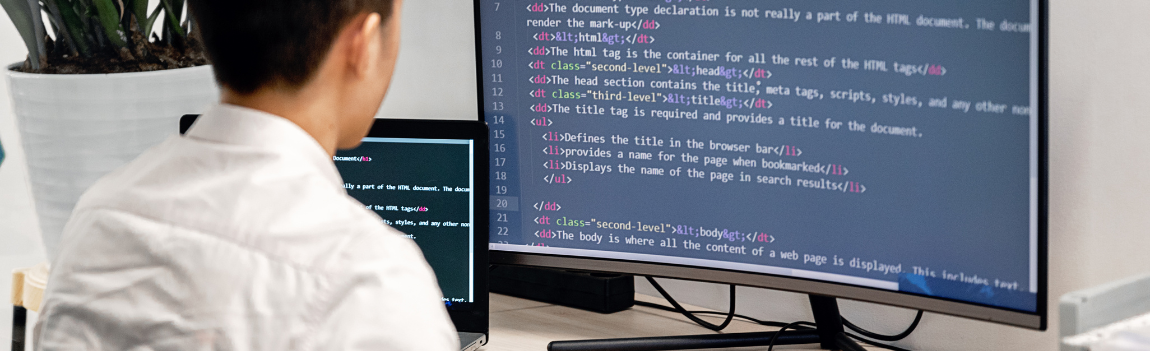 7 <dd>The document type declaration is not really a part of the HTML document. The docum
render the mark-up</dd>
8 <dt>&lt;html&gt;</dt>
9 <dd>The html tag is the container for all the rest of the HTML tags</dd>
10 <dt class="second-level">&lt;head&gt;</dt>
11 <dd>The head section contains the title, meta tags, scripts, styles, and any other non
12 <dt class="third-level">&lt;title&gt;</dt>
13 <dd>The title tag is required and provides a title for the document.
14 <ul>
15 <li>Defines the title in the browser bar</li>
16 <li>provides a name for the page when bookmarked</li>
17 <li>Displays the name of the page in search results</li>
18 </ul>
19
20 </dd>
21 <dt class="second-level">&lt;body&gt;</dt>
22 <dd>The body is where all the content of a web page is displayed. This includes text,
Document</h1>
ally a part of the HTML document. The docum
of the HTML tags</dd>
styles, and any other non
text,